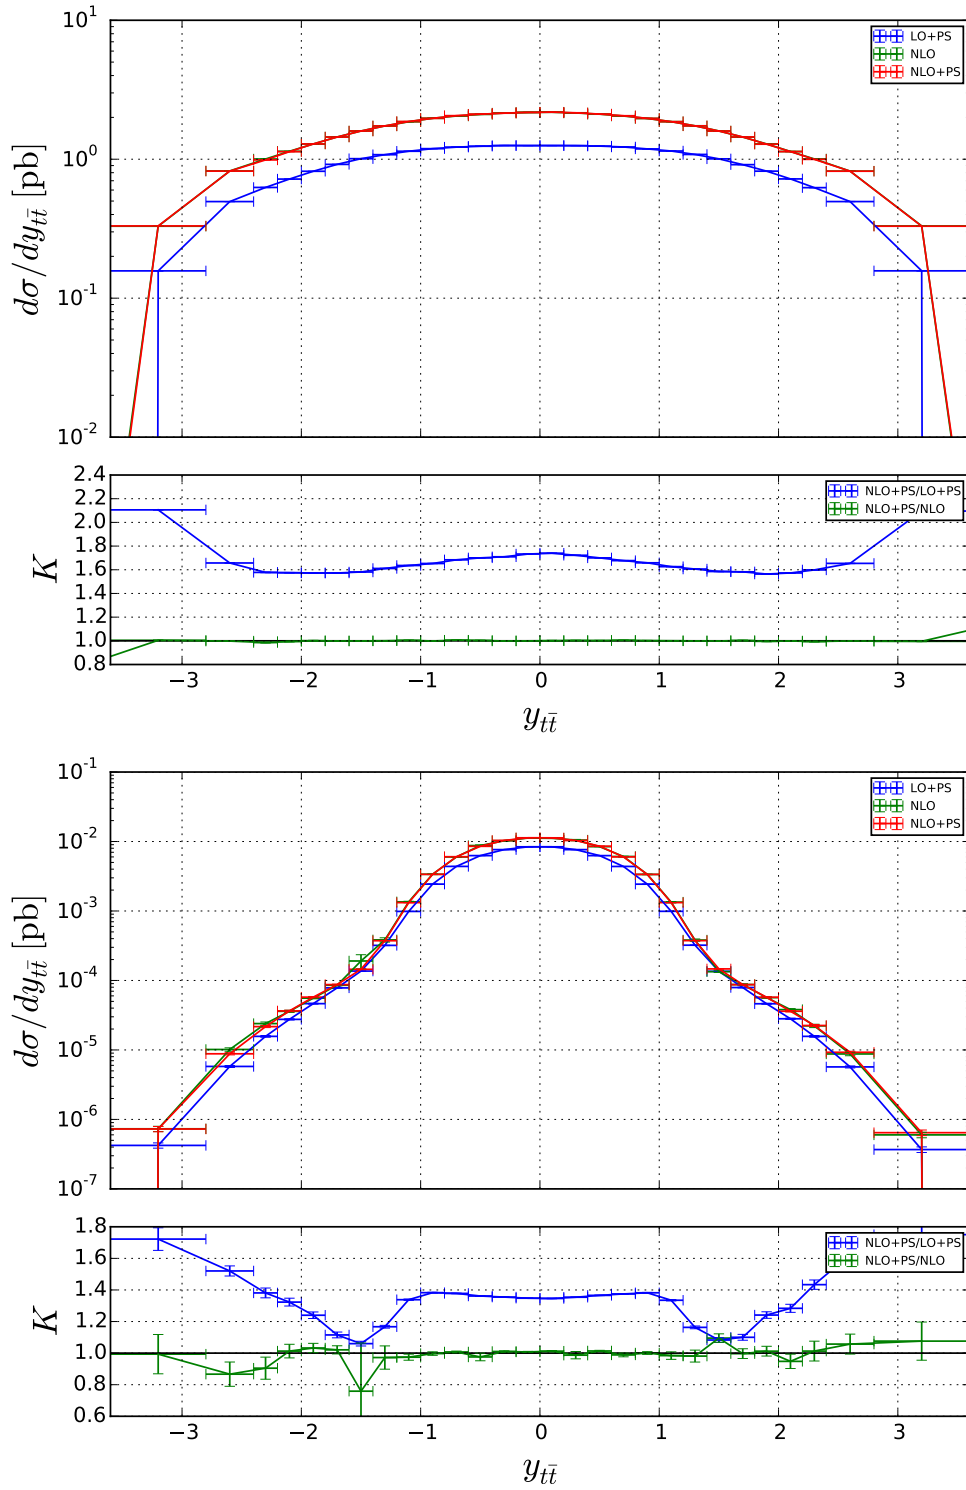 10^1
10^0
10^-1
10^-2
dσ/dy_{tt̄} [pb]
LO+PS
NLO
NLO+PS
2.4
2.2
2.0
1.8
1.6
1.4
1.2
1.0
0.8
K
NLO+PS/LO+PS
NLO+PS/NLO
−3 −2 −1 0 1 2 3
y_{tt̄}
10^-1
10^-2
10^-3
10^-4
10^-5
10^-6
10^-7
dσ/dy_{tt̄} [pb]
LO+PS
NLO
NLO+PS
1.8
1.6
1.4
1.2
1.0
0.8
0.6
K
NLO+PS/LO+PS
NLO+PS/NLO
−3 −2 −1 0 1 2 3
y_{tt̄}